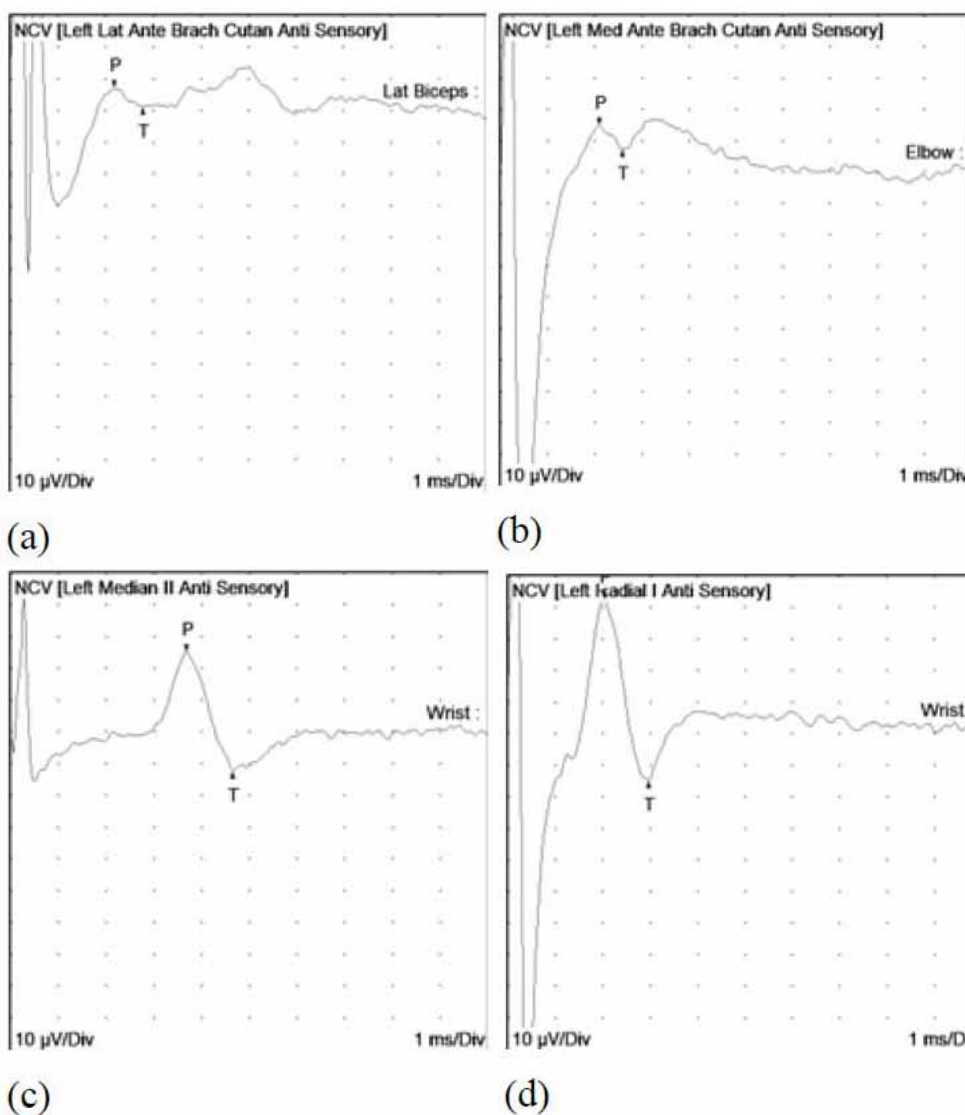 NCV [Left Lat Ante Brach Cutan Anti Sensory]
P
Lat Biceps :
T
10 µV/Div 1 ms/Div
(a)
NCV [Left Med Ante Brach Cutan Anti Sensory]
P
Elbow :
T
10 µV/Div 1 ms/Div
(b)
NCV [Left Median II Anti Sensory]
P
Wrist :
T
10 µV/Div 1 ms/Div
(c)
NCV [Left Radial I Anti Sensory]
Wrist
T
10 µV/Div 1 ms/D
(d)